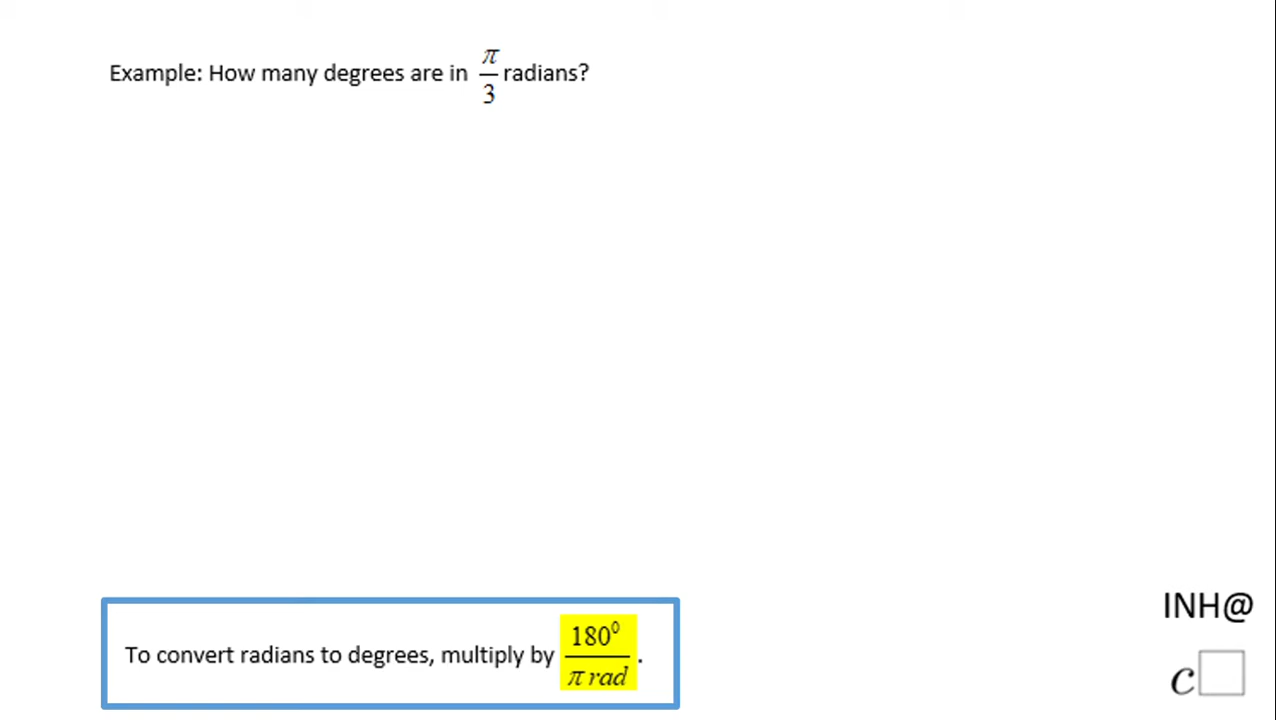 Example: How many degrees are in π/3 radians?
To convert radians to degrees, multiply by 180⁰/π rad.
INH@
c□